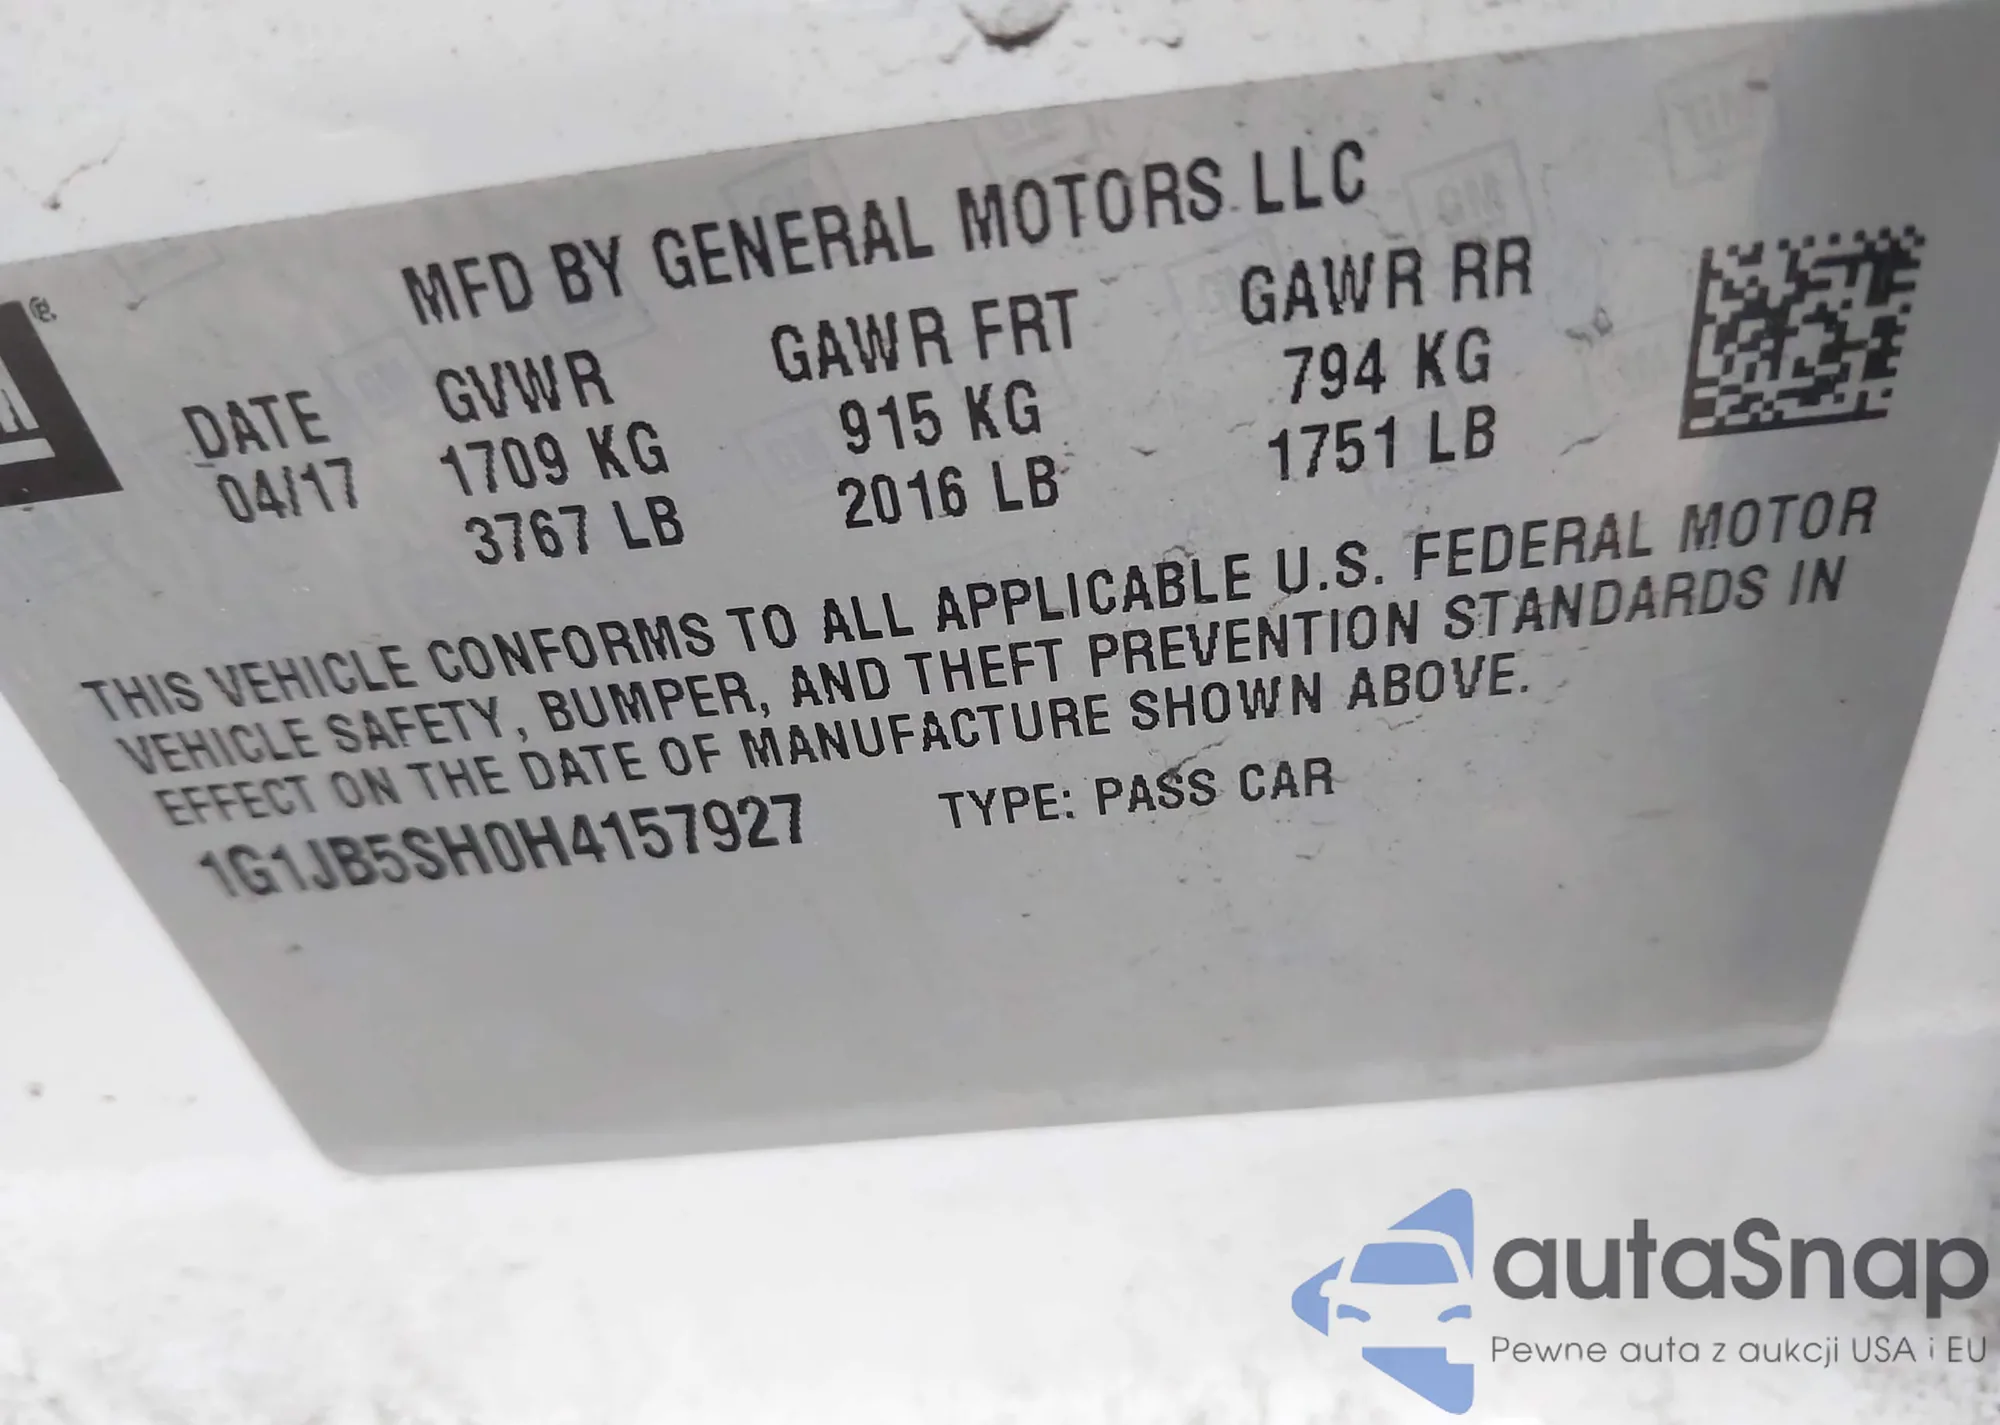 MFD BY GENERAL MOTORS LLC
DATE GVWR GAWR FRT GAWR RR
04/17 1709 KG 915 KG 794 KG
3767 LB 2016 LB 1751 LB
THIS VEHICLE CONFORMS TO ALL APPLICABLE U.S. FEDERAL MOTOR
VEHICLE SAFETY, BUMPER, AND THEFT PREVENTION STANDARDS IN
EFFECT ON THE DATE OF MANUFACTURE SHOWN ABOVE.
1G1JB5SH0H4157927 TYPE: PASS CAR
autaSnap
Pewne auta z aukcji USA i EU